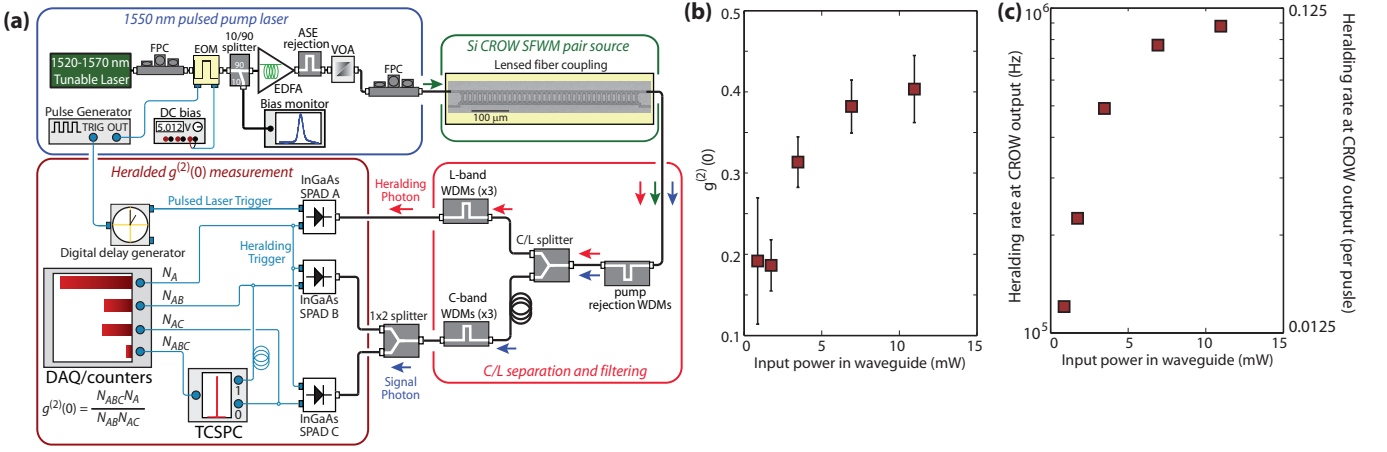 (a)
1550 nm pulsed pump laser
1520-1570 nm
Tunable Laser
FPC
EOM
10/90
splitter
90
10
EDFA
ASE
rejection
VOA
FPC
Pulse Generator
TRIG OUT
DC bias
5.012 V
Bias monitor
Si CROW SFWM pair source
Lensed fiber coupling
100 μm
Heralded g(2)(0) measurement
InGaAs
SPAD A
Pulsed Laser Trigger
Digital delay generator
Heralding
Trigger
NA
NAB
NAC
NABC
DAQ/counters
g(2)(0) = NABCNA
NABNAC
TCSPC
1
0
InGaAs
SPAD B
InGaAs
SPAD C
1x2 splitter
Heralding
Photon
Signal
Photon
L-band
WDMs (x3)
C/L splitter
C-band
WDMs (x3)
pump
rejection WDMs
C/L separation and filtering
(b)
0.5
0.4
0.3
0.2
0.1
g(2)(0)
0
5
10
15
Input power in waveguide (mW)
(c)
10^6
10^5
Heralding rate at CROW output (Hz)
0
5
10
15
Input power in waveguide (mW)
0.125
0.0125
Heralding rate at CROW output (per pusle)